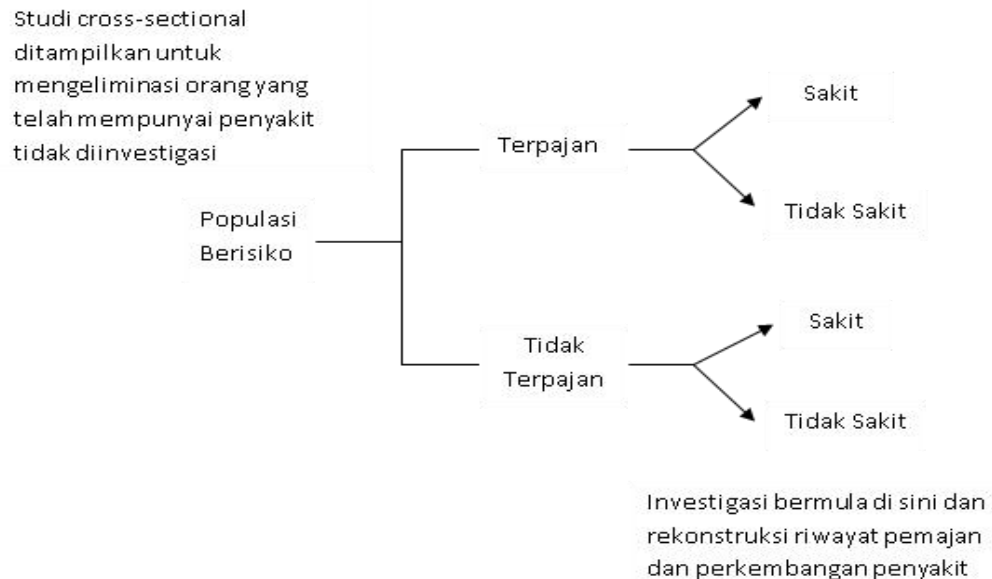 Studi cross-sectional
ditampilkan untuk
mengeliminasi orang yang
telah mempunyai penyakit
tidak diinvestigasi
Sakit
Terpajan
Tidak Sakit
Populasi
Berisiko
Sakit
Tidak
Terpajan
Tidak Sakit
Investigasi bermula di sini dan
rekonstruksi riwayat pemajan
dan perkembangan penyakit